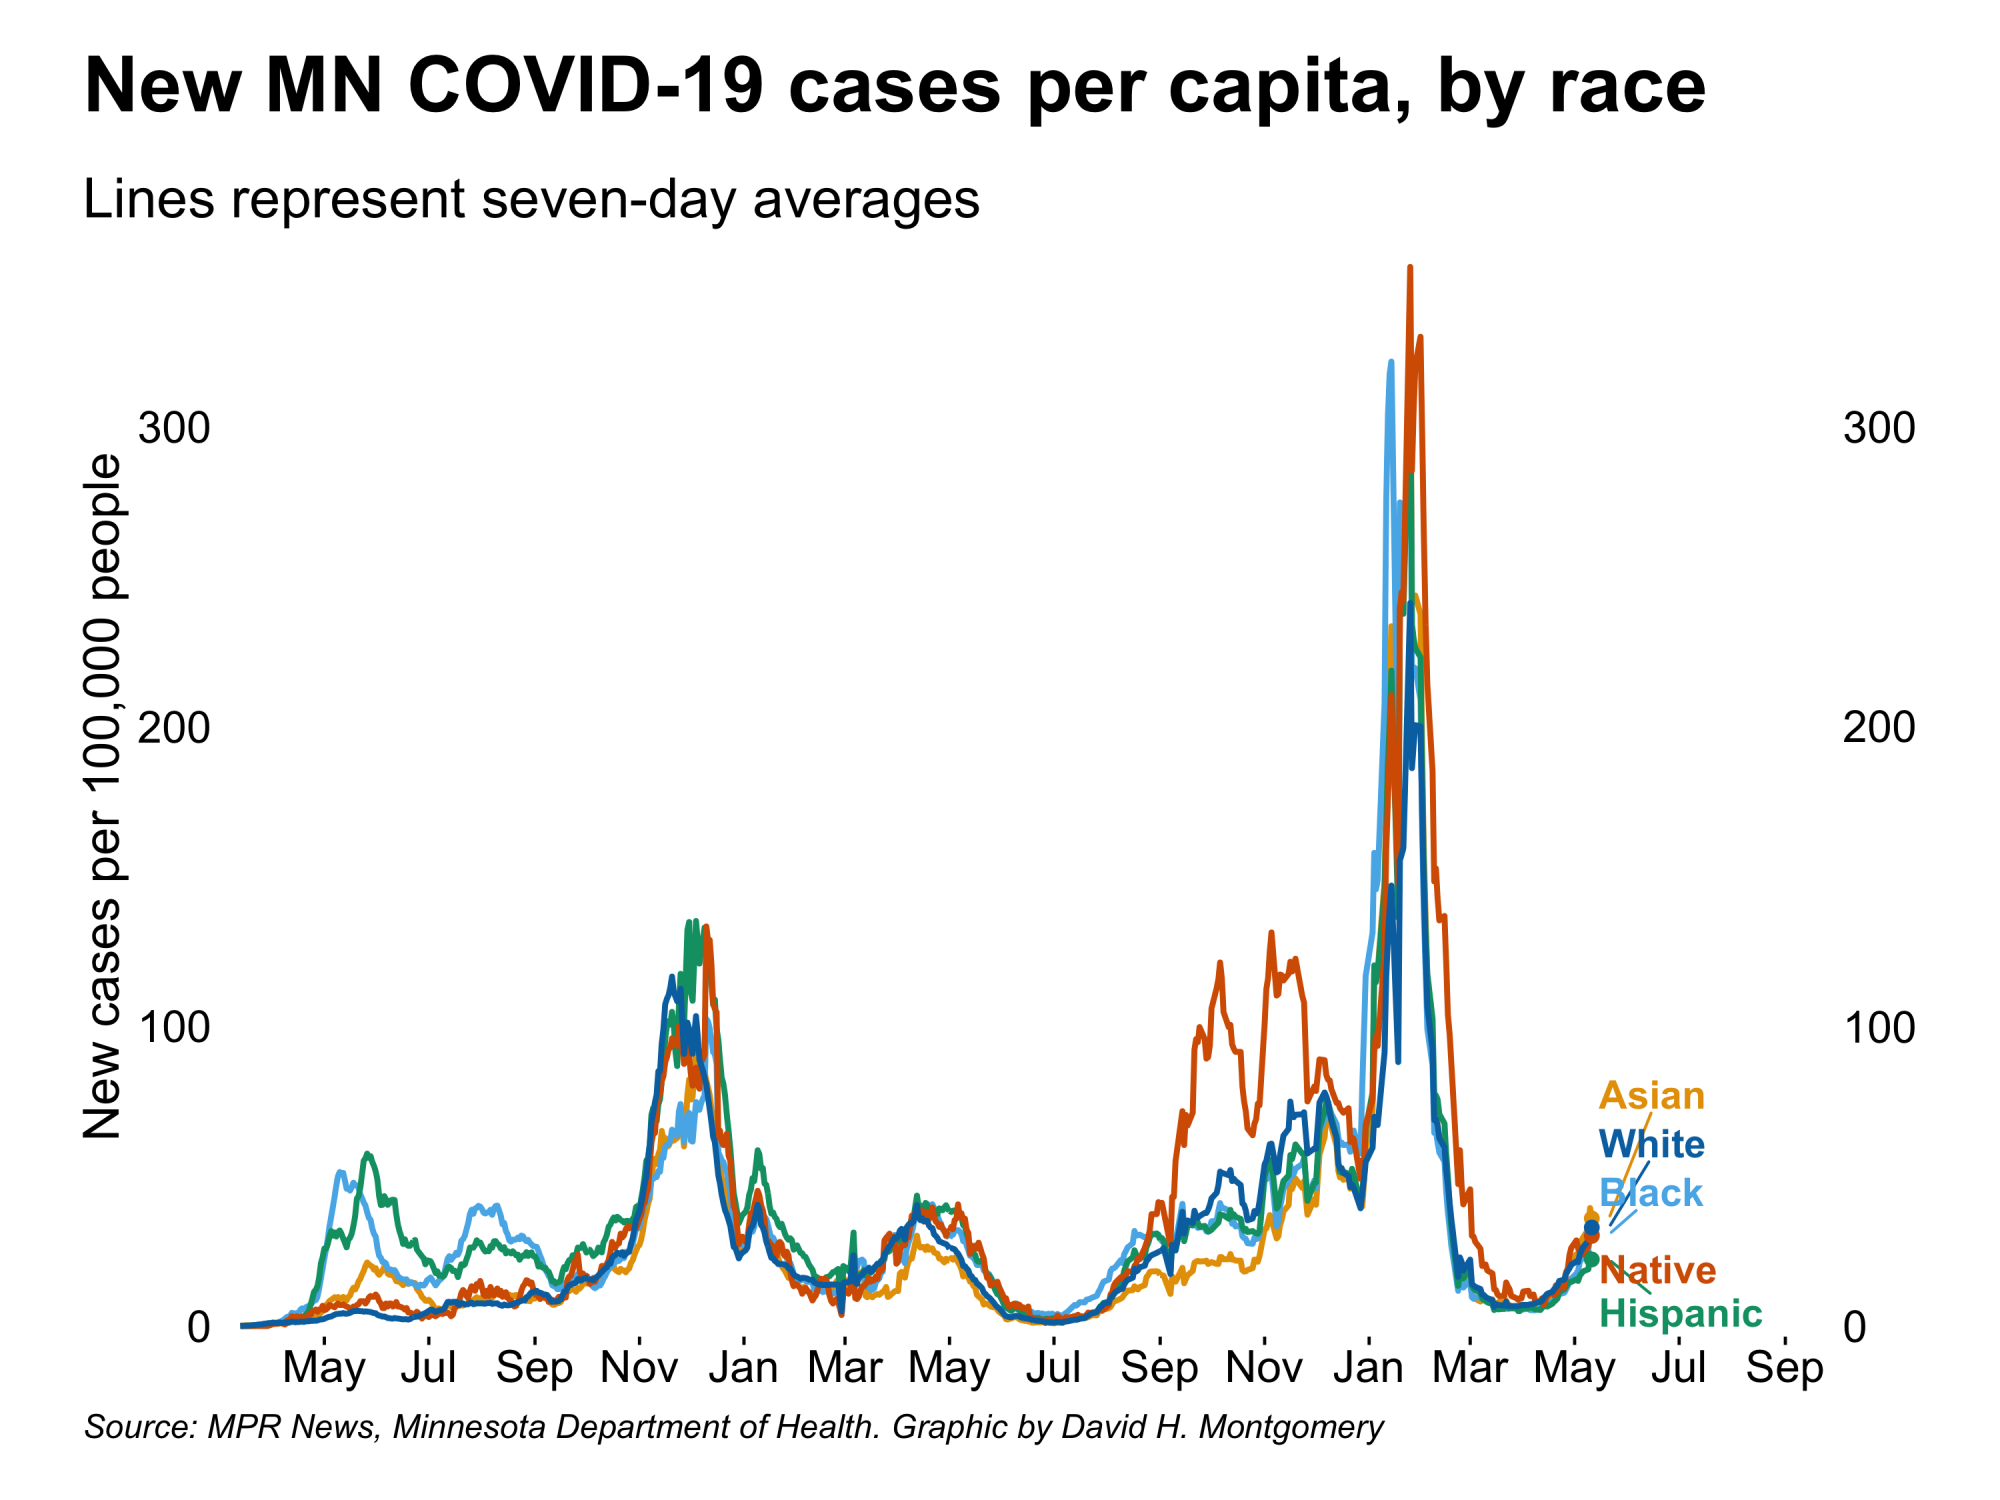 New MN COVID-19 cases per capita, by race
Lines represent seven-day averages
New cases per 100,000 people
300
300
200
200
100
100
0
0
Asian
White
Black
Native
Hispanic
May Jul Sep Nov Jan Mar May Jul Sep Nov Jan Mar May Jul Sep
Source: MPR News, Minnesota Department of Health. Graphic by David H. Montgomery